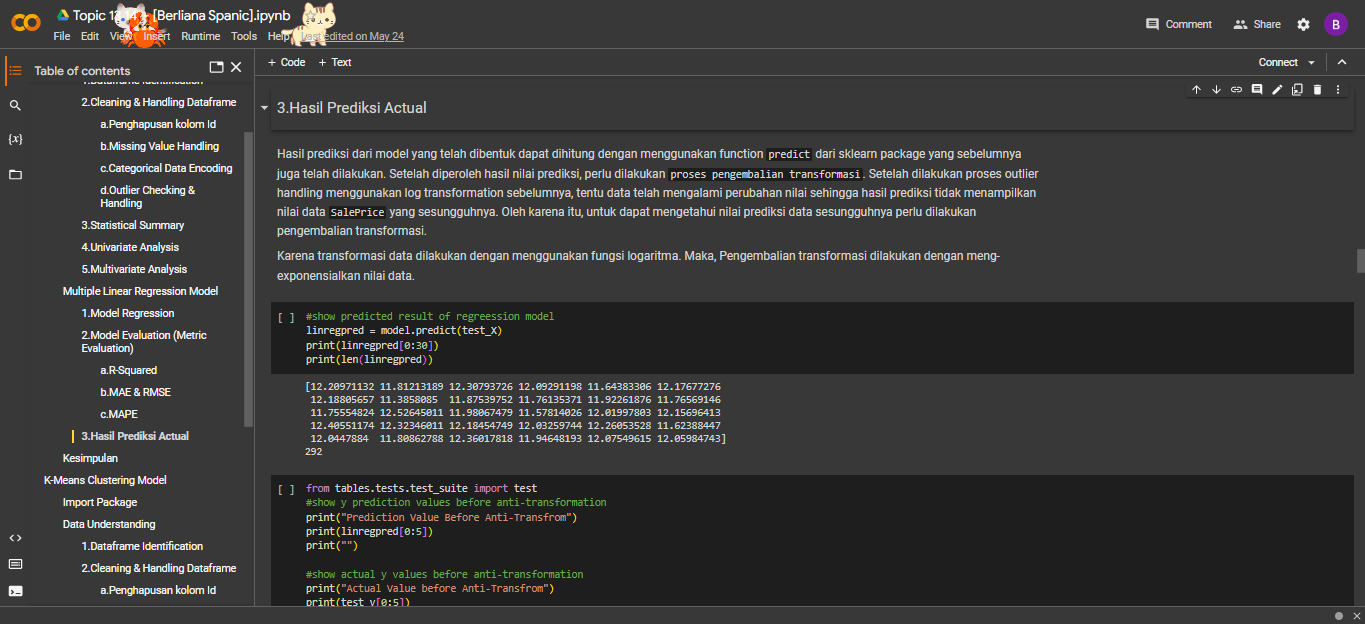 Topic [Berliana Spanic].ipynb
File Edit View Insert Runtime Tools Help Last edited on May 24
Comment Share B
Table of contents
+ Code + Text
Connect
1.Dataframe Identification
2.Cleaning & Handling Dataframe
a.Penghapusan kolom Id
b.Missing Value Handling
c.Categorical Data Encoding
d.Outlier Checking &
Handling
3.Statistical Summary
4.Univariate Analysis
5.Multivariate Analysis
Multiple Linear Regression Model
1.Model Regression
2.Model Evaluation (Metric
Evaluation)
a.R-Squared
b.MAE & RMSE
c.MAPE
3.Hasil Prediksi Actual
Kesimpulan
K-Means Clustering Model
Import Package
Data Understanding
1.Dataframe Identification
2.Cleaning & Handling Dataframe
a.Penghapusan kolom Id
3.Hasil Prediksi Actual
Hasil prediksi dari model yang telah dibentuk dapat dihitung dengan menggunakan function predict dari sklearn package yang sebelumnya
juga telah dilakukan. Setelah diperoleh hasil nilai prediksi, perlu dilakukan proses pengembalian transformasi. Setelah dilakukan proses outlier
handling menggunakan log transformation sebelumnya, tentu data telah mengalami perubahan nilai sehingga hasil prediksi tidak menampilkan
nilai data SalePrice yang sesungguhnya. Oleh karena itu, untuk dapat mengetahui nilai prediksi data sesungguhnya perlu dilakukan
pengembalian transformasi.
Karena transformasi data dilakukan dengan menggunakan fungsi logaritma. Maka, Pengembalian transformasi dilakukan dengan meng-
exponensialkan nilai data.
[ ] #show predicted result of regreession model
linregpred = model.predict(test_X)
print(linregpred[0:30])
print(len(linregpred))
[12.20971132 11.81213189 12.30793726 12.09291198 11.64383306 12.17677276
12.18805657 11.3858085 11.87539752 11.76135371 11.92261876 11.76569146
11.75554824 12.52645011 11.98067479 11.57814026 12.01997803 12.15696413
12.40551174 12.32346011 12.18454749 12.03259744 12.26053528 11.62388447
12.0447884 11.80862788 12.36017818 11.94648193 12.07549615 12.05984743]
292
[ ] from tables.tests.test_suite import test
#show y prediction values before anti-transformation
print("Prediction Value Before Anti-Transfrom")
print(linregpred[0:5])
print("")
#show actual y values before anti-transformation
print("Actual Value before Anti-Transfrom")
print(test_y[0:5])